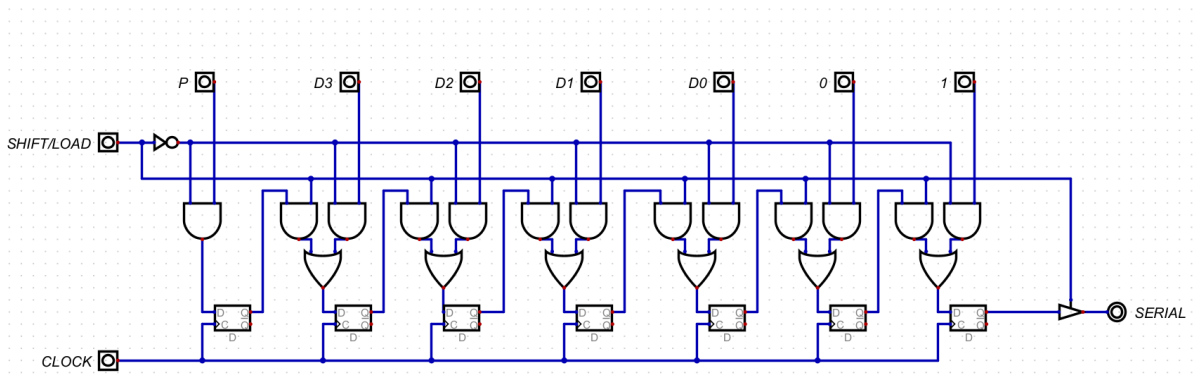 P D3 D2 D1 D0 0 1
SHIFT/LOAD
D Q D Q D Q D Q D Q D Q D Q
C Q C Q C Q C Q C Q C Q C Q
SERIAL
D D D D D D D
CLOCK